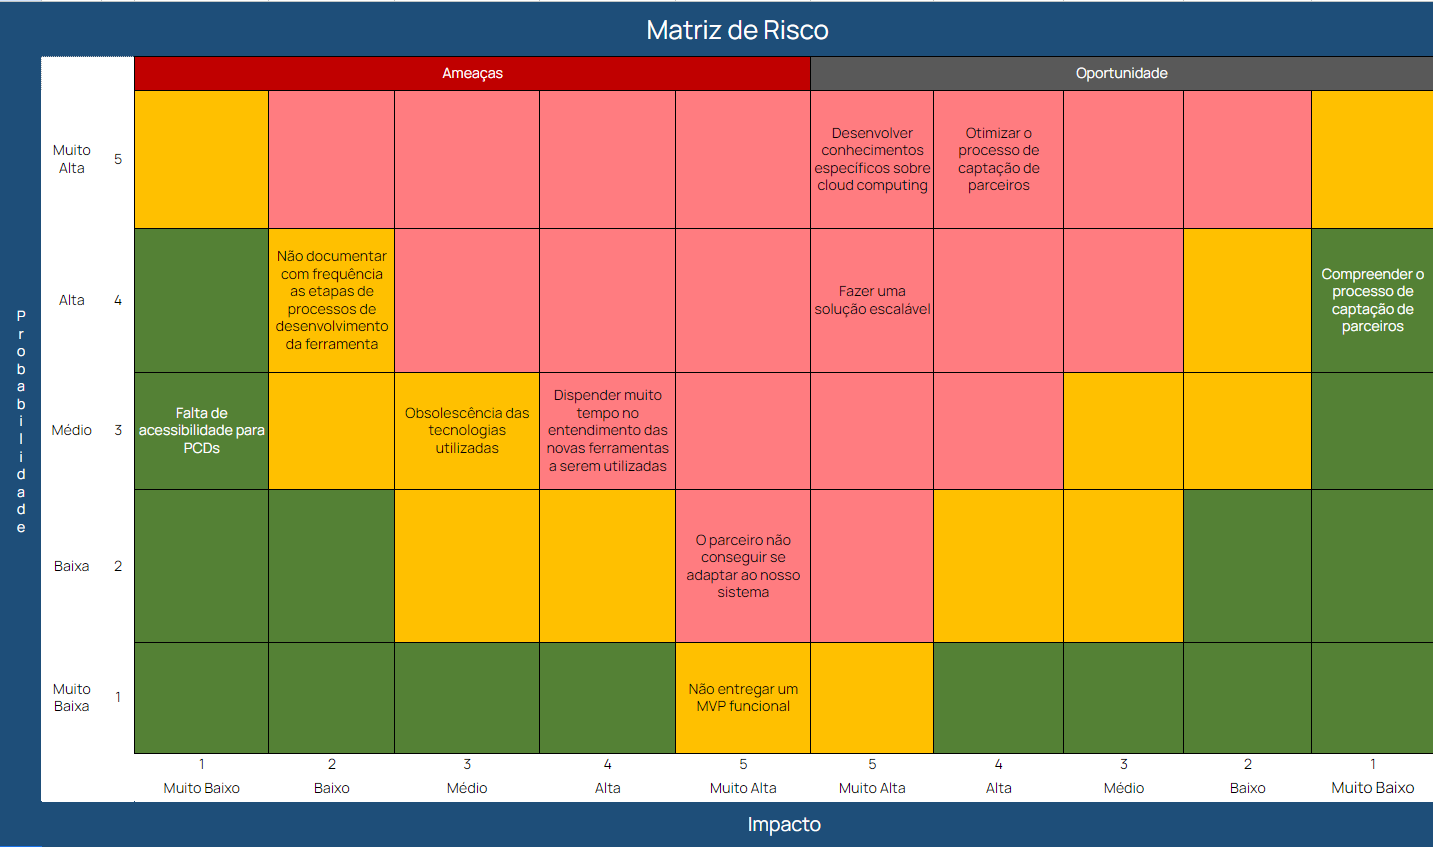 Matriz de Risco
Ameaças
Oportunidade
Probabilidade
Muito
Alta
5
Desenvolver
conhecimentos
específicos sobre
cloud computing
Otimizar o
processo de
captação de
parceiros
Alta
4
Não documentar
com frequência
as etapas de
processos de
desenvolvimento
da ferramenta
Fazer uma
solução escalável
Compreender o
processo de
captação de
parceiros
Médio
3
Falta de
acessibilidade para
PCDs
Obsolescência das
tecnologias
utilizadas
Dispender muito
tempo no
entendimento das
novas ferramentas
a serem utilizadas
Baixa
2
O parceiro não
conseguir se
adaptar ao nosso
sistema
Muito
Baixa
1
Não entregar um
MVP funcional
1 2 3 4 5 5 4 3 2 1
Muito Baixo Baixo Médio Alta Muito Alta Muito Alta Alta Médio Baixo Muito Baixo
Impacto